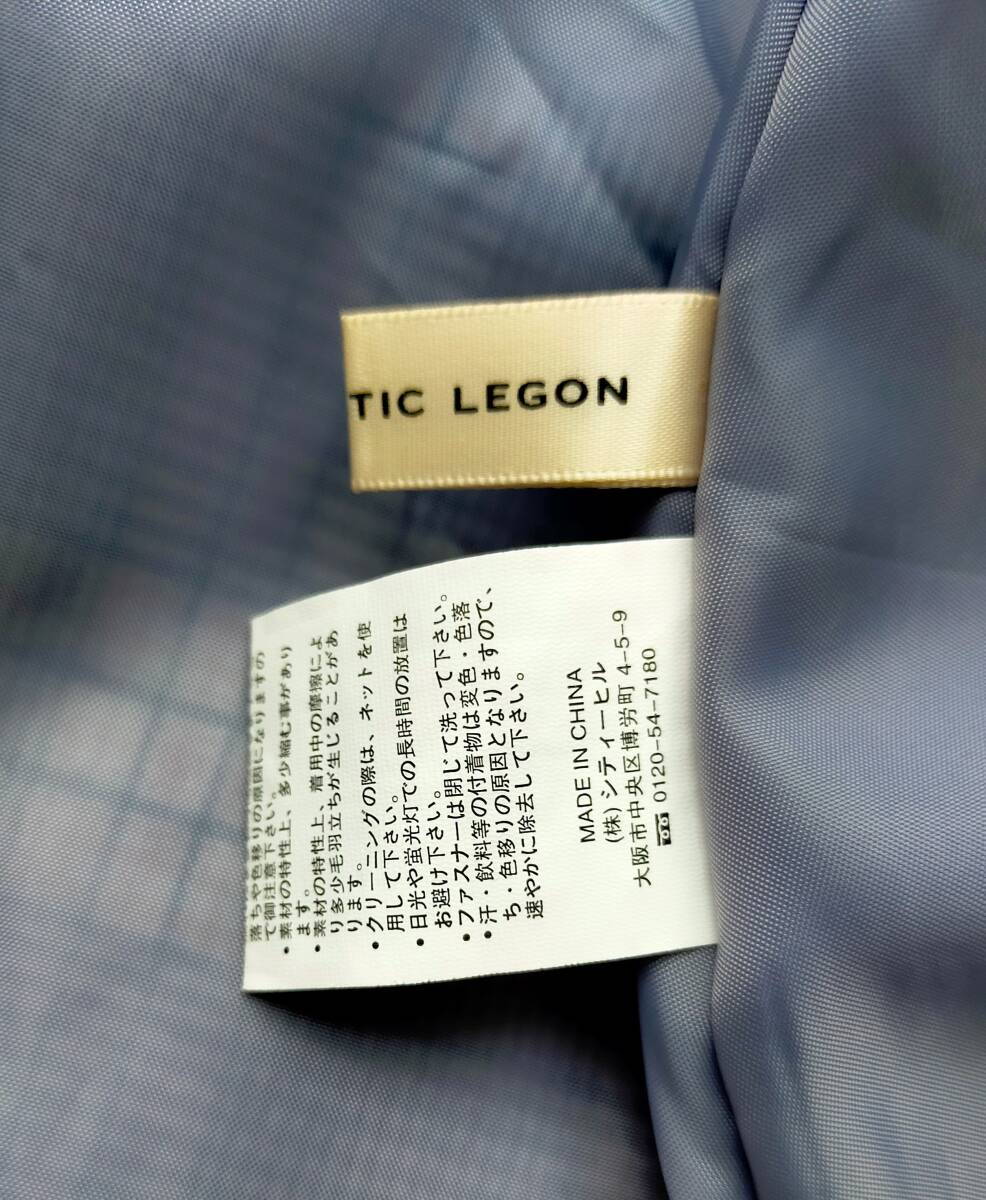 TIC LEGON
落ちや色移りの原因になりますの
で御注意下さい。
・素材の特性上、多少縮む事があり
ます。
・素材の特性上、着用中の摩擦によ
り多少毛羽立ちが生じることがあ
ります。
・クリーニングの際は、ネットを使
用して下さい。
・日光や蛍光灯での長時間の放置は
お避け下さい。
・ファスナーは閉じて洗って下さい。
・汗・飲料等の付着物は変色・色落
ち・色移りの原因となりますので、
速やかに除去して下さい。
MADE IN CHINA
(株)シティーヒル
大阪市中央区博労町 4-5-9
0120-54-7180